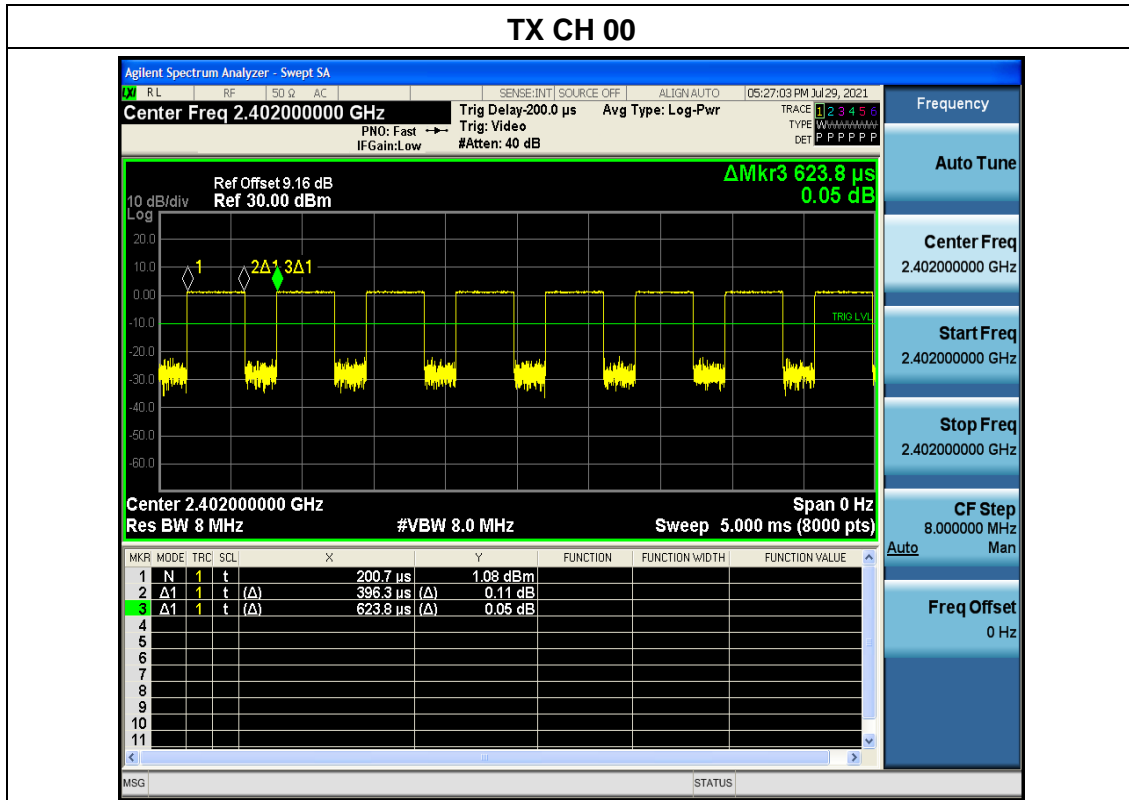 TX CH 00
Agilent Spectrum Analyzer - Swept SA
LXI RL RF 50 Ω AC SENSE:INT SOURCE OFF ALIGN AUTO 05:27:03 PM Jul 29, 2021
Center Freq 2.402000000 GHz
PNO: Fast
IFGain:Low
Trig Delay-200.0 µs
Trig: Video
#Atten: 40 dB
Avg Type: Log-Pwr
TRACE 1 2 3 4 5 6
TYPE WWWWWW
DET P P P P P P
ΔMkr3 623.8 µs
0.05 dB
Ref Offset 9.16 dB
10 dB/div Ref 30.00 dBm
Log
20.0
10.0
0.00
-10.0
-20.0
-30.0
-40.0
-50.0
-60.0
1 2Δ1 3Δ1
TRIG LVL
Center 2.402000000 GHz Span 0 Hz
Res BW 8 MHz #VBW 8.0 MHz Sweep 5.000 ms (8000 pts)
MKR MODE TRC SCL X Y FUNCTION FUNCTION WIDTH FUNCTION VALUE
1 N 1 t 200.7 µs 1.08 dBm
2 Δ1 1 t (Δ) 396.3 µs (Δ) 0.11 dB
3 Δ1 1 t (Δ) 623.8 µs (Δ) 0.05 dB
4
5
6
7
8
9
10
11
MSG STATUS
Frequency
Auto Tune
Center Freq
2.402000000 GHz
Start Freq
2.402000000 GHz
Stop Freq
2.402000000 GHz
CF Step
8.000000 MHz
Auto Man
Freq Offset
0 Hz